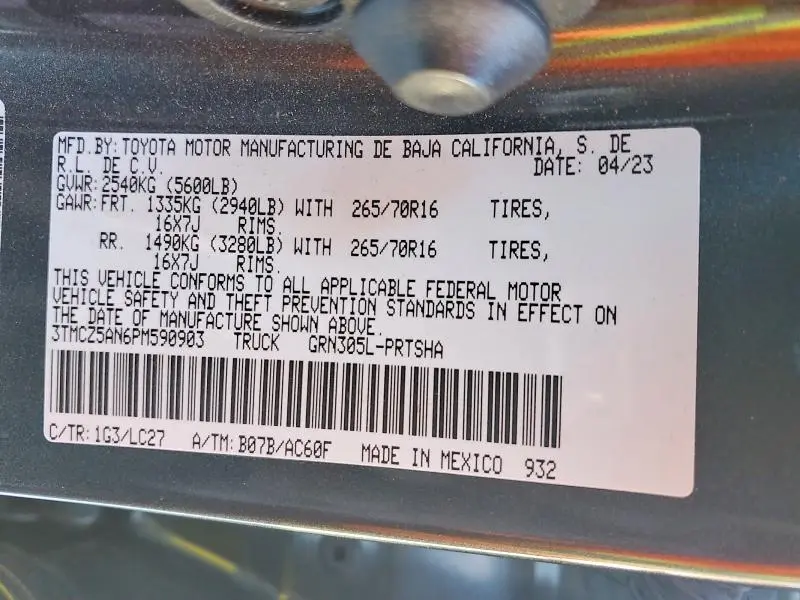 MFD. BY: TOYOTA MOTOR MANUFACTURING DE BAJA CALIFORNIA, S. DE
R.L. DE C.V. DATE: 04/23
GVWR: 2540KG (5600LB)
GAWR: FRT. 1335KG (2940LB) WITH 265/70R16 TIRES,
16X7J RIMS.
RR. 1490KG (3280LB) WITH 265/70R16 TIRES,
16X7J RIMS.
THIS VEHICLE CONFORMS TO ALL APPLICABLE FEDERAL MOTOR
VEHICLE SAFETY AND THEFT PREVENTION STANDARDS IN EFFECT ON
THE DATE OF MANUFACTURE SHOWN ABOVE.
3TMCZ5AN6PM590903 TRUCK GRN305L-PRTSHA
C/TR: 1G3/LC27 A/TM: B07B/AC60F MADE IN MEXICO 932